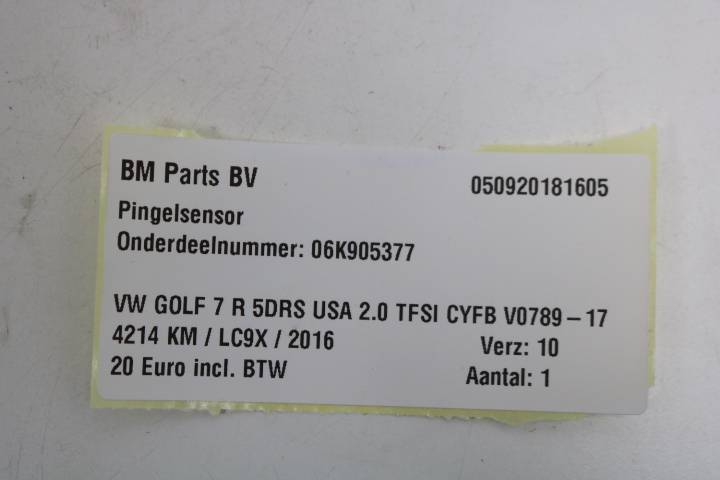 BM Parts BV 050920181605
Pingelsensor
Onderdeelnummer: 06K905377
VW GOLF 7 R 5DRS USA 2.0 TFSI CYFB V0789-17
4214 KM / LC9X / 2016 Verz: 10
20 Euro incl. BTW Aantal: 1